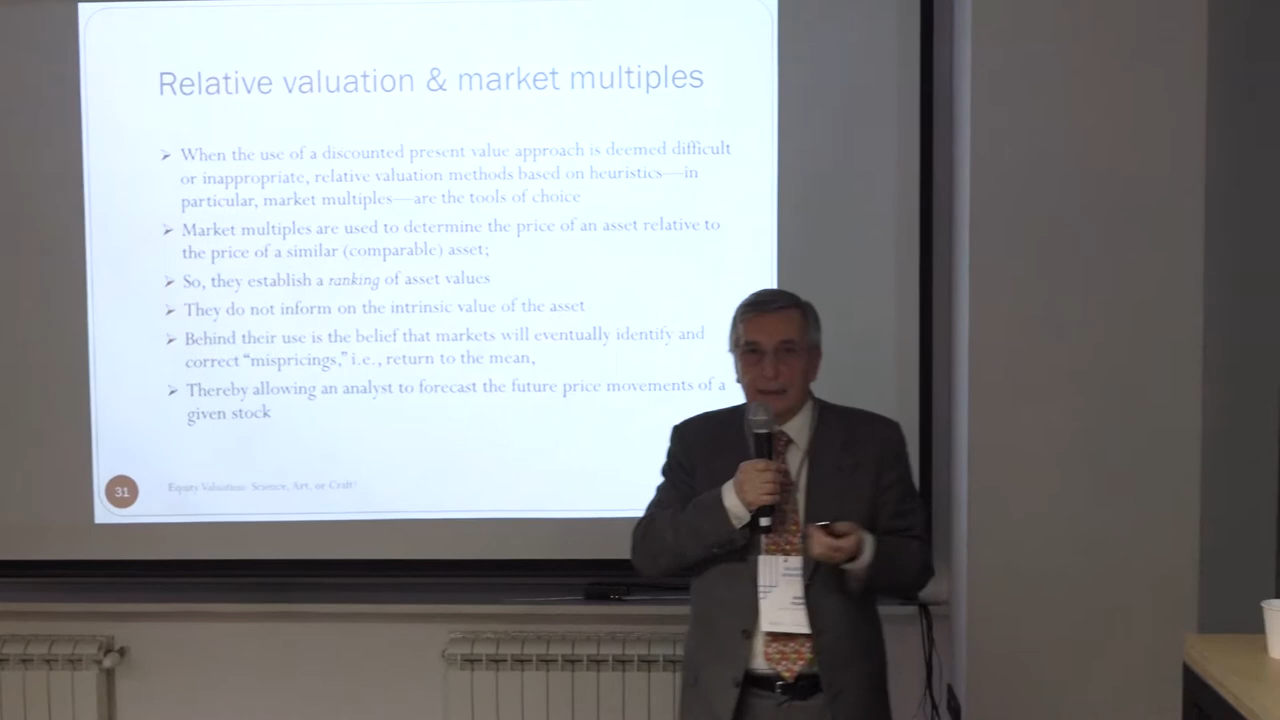 Relative valuation & market multiples
➢ When the use of a discounted present value approach is deemed difficult
or inappropriate, relative valuation methods based on heuristics—in
particular, market multiples—are the tools of choice
➢ Market multiples are used to determine the price of an asset relative to
the price of a similar (comparable) asset;
➢ So, they establish a ranking of asset values
➢ They do not inform on the intrinsic value of the asset
➢ Behind their use is the belief that markets will eventually identify and
correct “mispricings,” i.e., return to the mean,
➢ Thereby allowing an analyst to forecast the future price movements of a
given stock
31
Equity Valuation: Science, Art, or Craft?